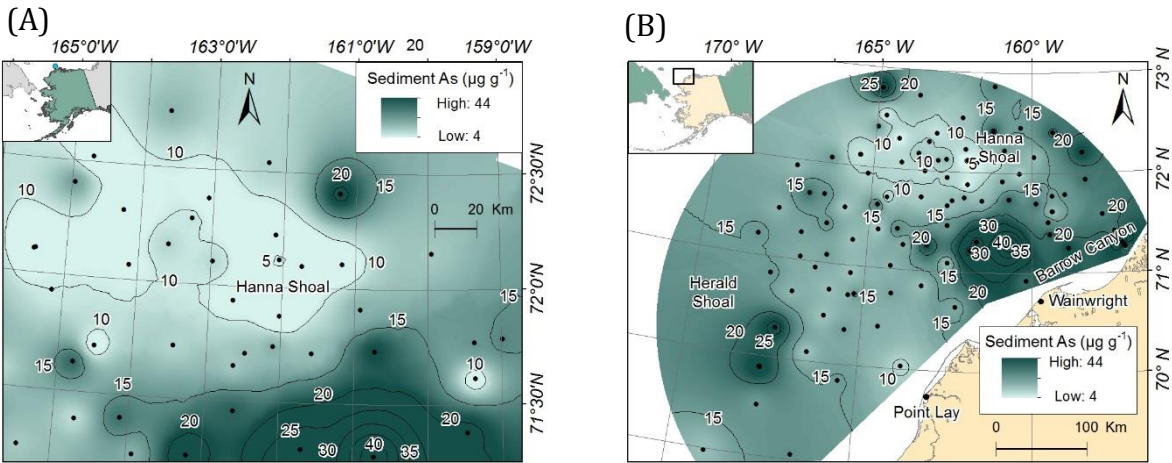 (A)
165°0'W
163°0'W
161°0'W
20
159°0'W
N
Sediment As (µg g⁻¹)
High: 44
Low: 4
10
20
15
72°30'N
10
0 20 Km
10
5
10
Hanna Shoal
72°0'N
15
10
15
15
10
15
20
20
25
30
40
35
71°30'N
(B)
170°W
165°W
160°W
73°N
25
20
15
15
N
10
Hanna
Shoal
20
10
5
72°N
10
15
15
15
15
20
20
20
30
40
35
Barrow Canyon
71°N
15
Herald
Shoal
20
Wainwright
20
25
15
10
Sediment As (µg g⁻¹)
High: 44
Low: 4
70°N
Point Lay
15
0 100 Km